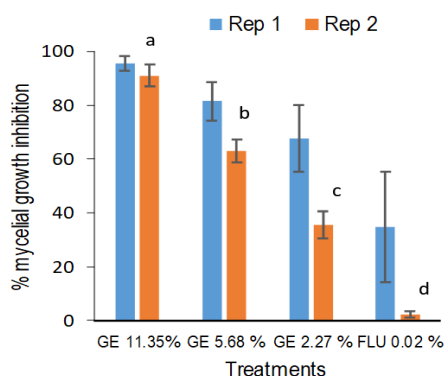 Rep 1 Rep 2
% mycelial growth inhibition
100
80
60
40
20
0
a
b
c
d
GE 11.35% GE 5.68 % GE 2.27 % FLU 0.02 %
Treatments